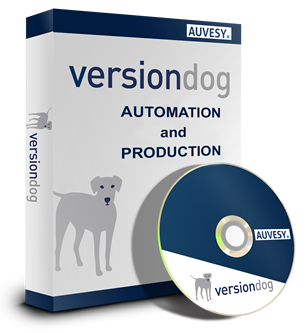 AUVESY®
versiondog
AUTOMATION
and
PRODUCTION
versiondog
AUVESY®
versiondog